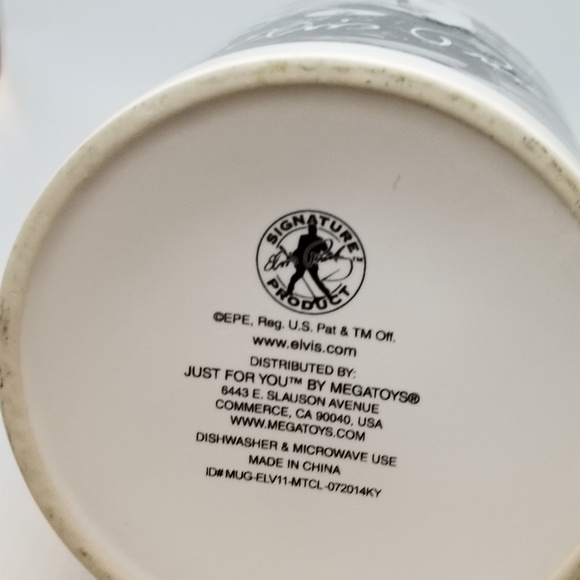 SIGNATURE
Elvis Presley
PRODUCT
©EPE, Reg. U.S. Pat & TM Off.
www.elvis.com
DISTRIBUTED BY:
JUST FOR YOU™ BY MEGATOYS®
6443 E. SLAUSON AVENUE
COMMERCE, CA 90040, USA
WWW.MEGATOYS.COM
DISHWASHER & MICROWAVE USE
MADE IN CHINA
ID# MUG-ELV11-MTCL-072014KY